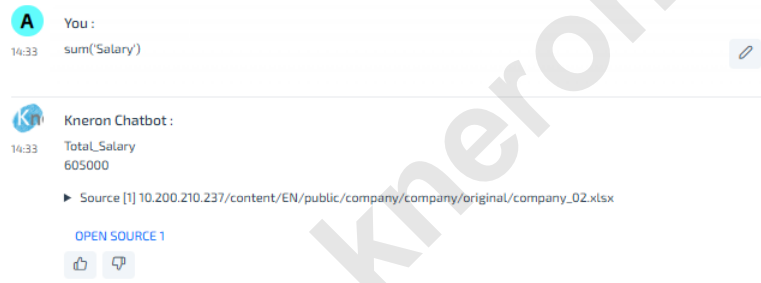 A
You :
14:33
sum('Salary')
Kn
Kneron Chatbot :
14:33
Total_Salary
605000
▶ Source [1] 10.200.210.237/content/EN/public/company/company/original/company_02.xlsx
OPEN SOURCE 1
kneron